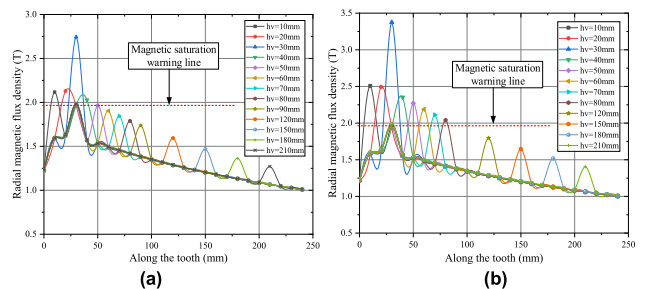 3.0
2.5
2.0
1.5
1.0
0.5
0
50
100
150
200
250
Radial magnetic flux density (T)
Along the tooth (mm)
Magnetic saturation
warning line
hv=10mm
hv=20mm
hv=30mm
hv=40mm
hv=50mm
hv=60mm
hv=70mm
hv=80mm
hv=90mm
hv=120mm
hv=150mm
hv=180mm
hv=210mm
(a)
3.5
3.0
2.5
2.0
1.5
1.0
0.5
0
50
100
150
200
250
Radial magnetic flux density (T)
Along the tooth (mm)
Magnetic saturation
warning line
hv=10mm
hv=20mm
hv=30mm
hv=40mm
hv=50mm
hv=60mm
hv=70mm
hv=80mm
hv=120mm
hv=150mm
hv=180mm
hv=210mm
(b)